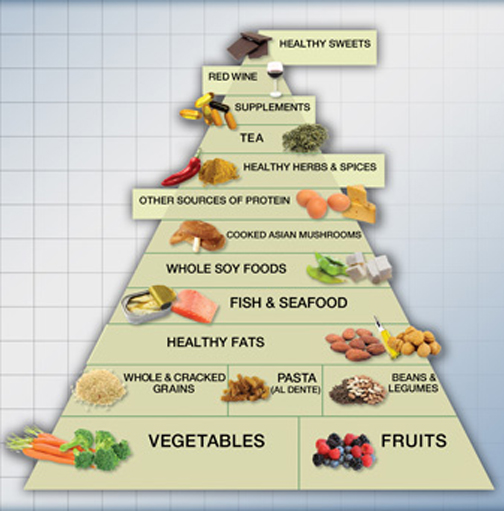 HEALTHY SWEETS
RED WINE
SUPPLEMENTS
TEA
HEALTHY HERBS & SPICES
OTHER SOURCES OF PROTEIN
COOKED ASIAN MUSHROOMS
WHOLE SOY FOODS
FISH & SEAFOOD
HEALTHY FATS
WHOLE & CRACKED
GRAINS
PASTA
(AL DENTE)
BEANS &
LEGUMES
VEGETABLES
FRUITS